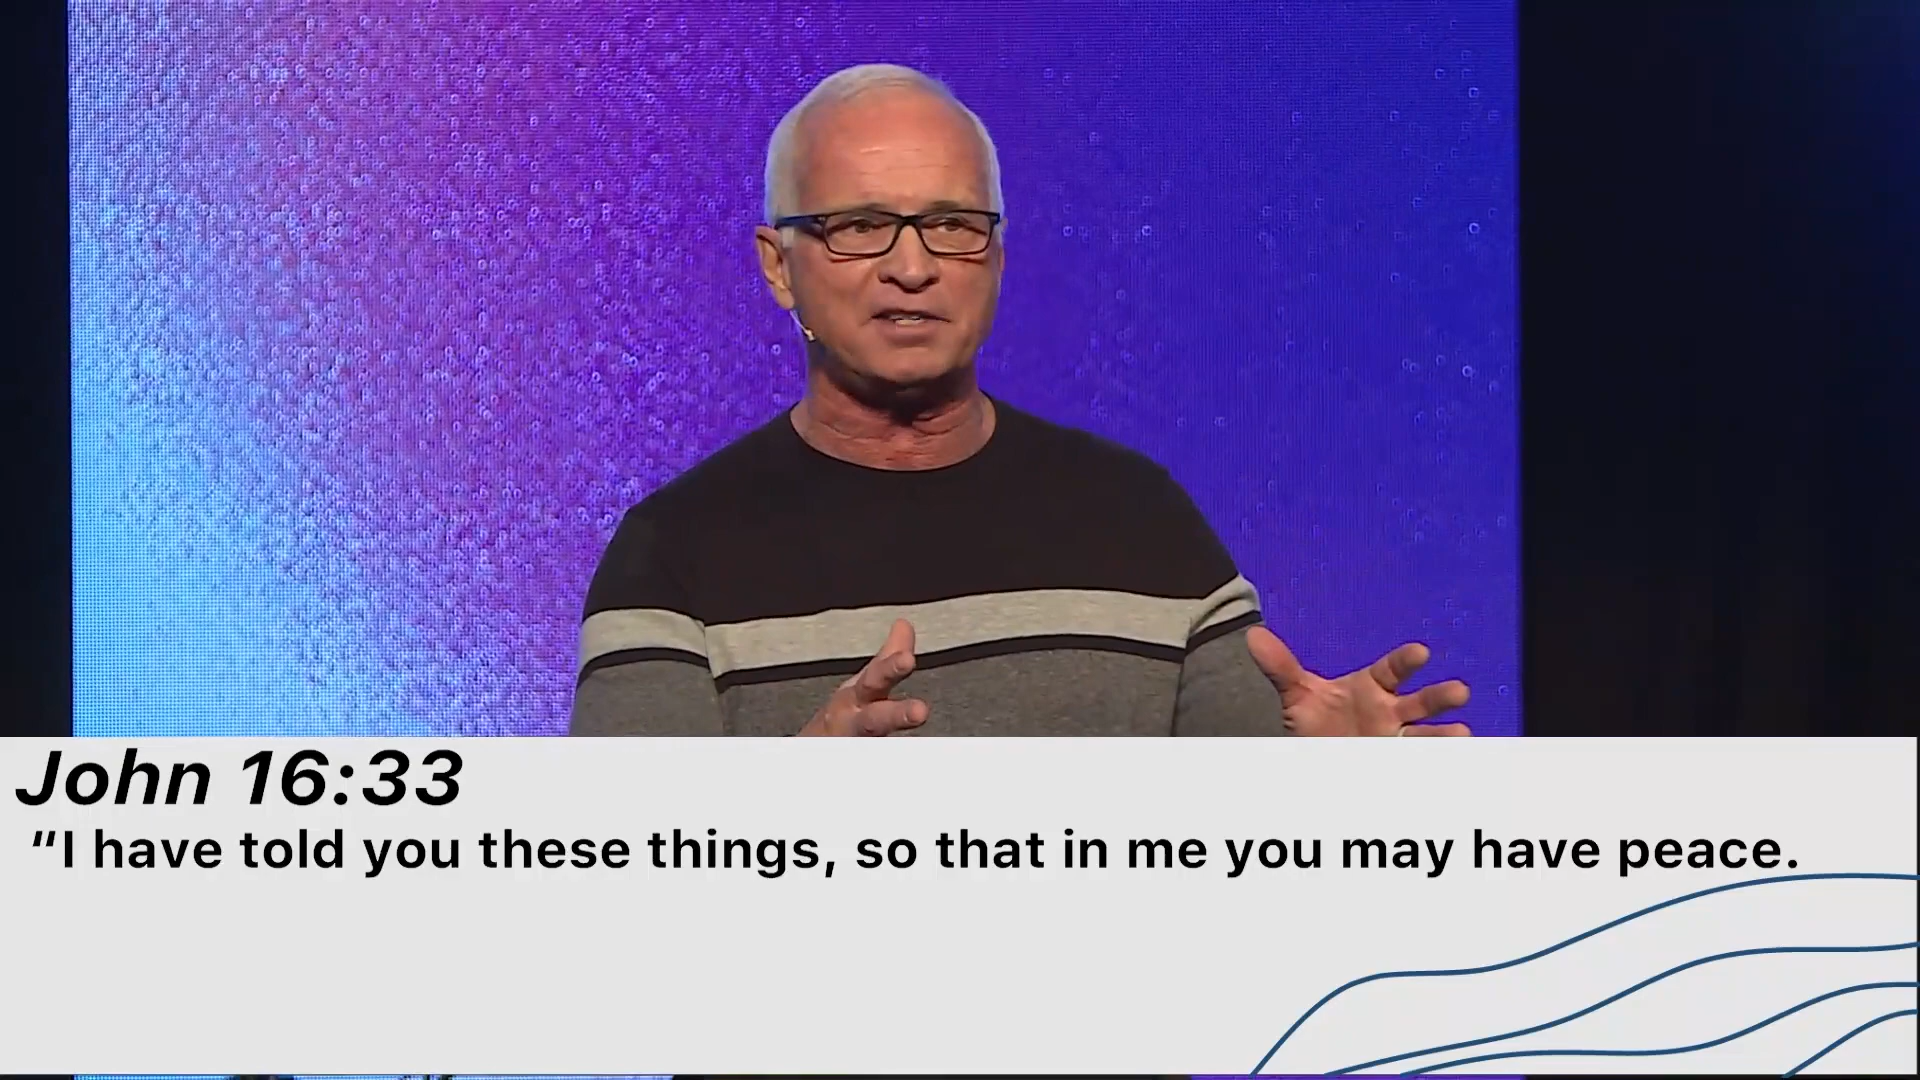 John 16:33
“I have told you these things, so that in me you may have peace.